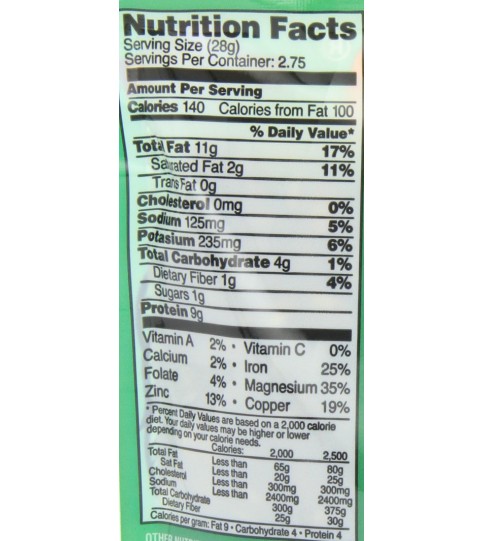 Nutrition Facts
Serving Size (28g)
Servings Per Container: 2.75
Amount Per Serving
Calories 140 Calories from Fat 100
% Daily Value*
Total Fat 11g 17%
Saturated Fat 2g 11%
Trans Fat 0g
Cholesterol 0mg 0%
Sodium 125mg 5%
Potasium 235mg 6%
Total Carbohydrate 4g 1%
Dietary Fiber 1g 4%
Sugars 1g
Protein 9g
Vitamin A 2% • Vitamin C 0%
Calcium 2% • Iron 25%
Folate 4% • Magnesium 35%
Zinc 13% • Copper 19%
* Percent Daily Values are based on a 2,000 calorie
diet. Your daily values may be higher or lower
depending on your calorie needs.
Calories: 2,000 2,500
Total Fat Less than 65g 80g
Sat Fat Less than 20g 25g
Cholesterol Less than 300mg 300mg
Sodium Less than 2400mg 2400mg
Total Carbohydrate 300g 375g
Dietary Fiber 25g 30g
Calories per gram: Fat 9 • Carbohydrate 4 • Protein 4
OTHER